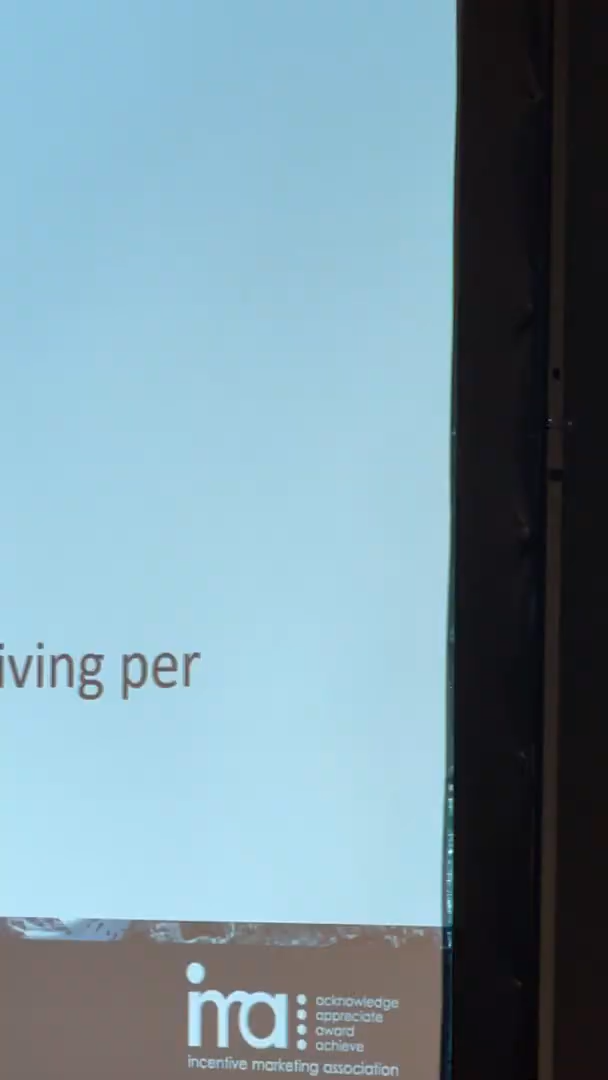 iving per
ima
acknowledge
appreciate
award
achieve
incentive marketing association